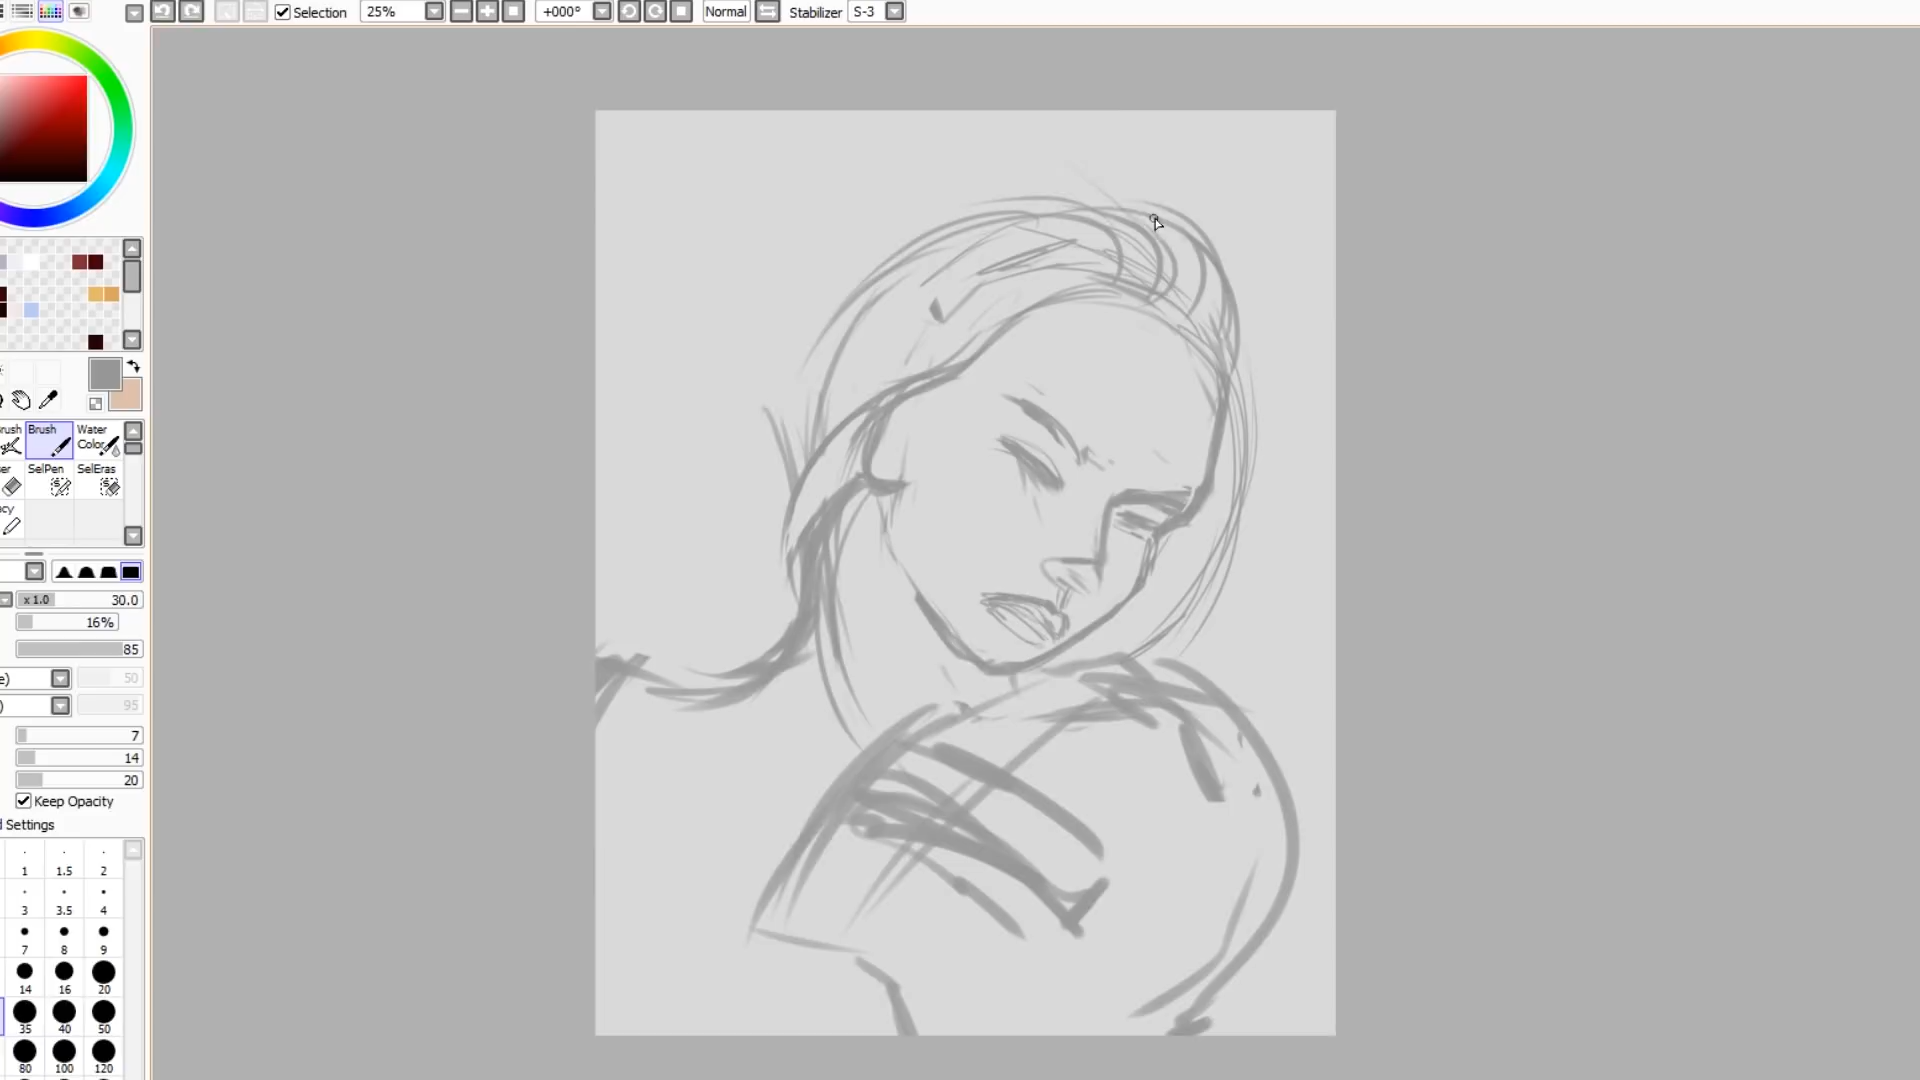 Selection 25% +000° Normal Stabilizer S-3
Brush Water
Color
SelPen SelEras
x 1.0 30.0
16%
85
50
95
7
14
20
Keep Opacity
Settings
1 1.5 2
3 3.5 4
7 8 9
14 16 20
35 40 50
80 100 120